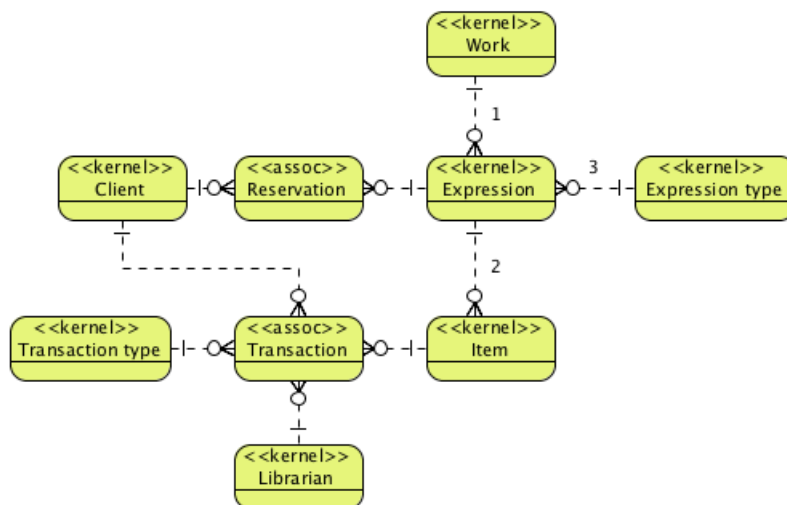 <<kernel>>
Work
1
<<kernel>>
Client
<<assoc>>
Reservation
<<kernel>>
Expression
3
<<kernel>>
Expression type
2
<<kernel>>
Transaction type
<<assoc>>
Transaction
<<kernel>>
Item
<<kernel>>
Librarian